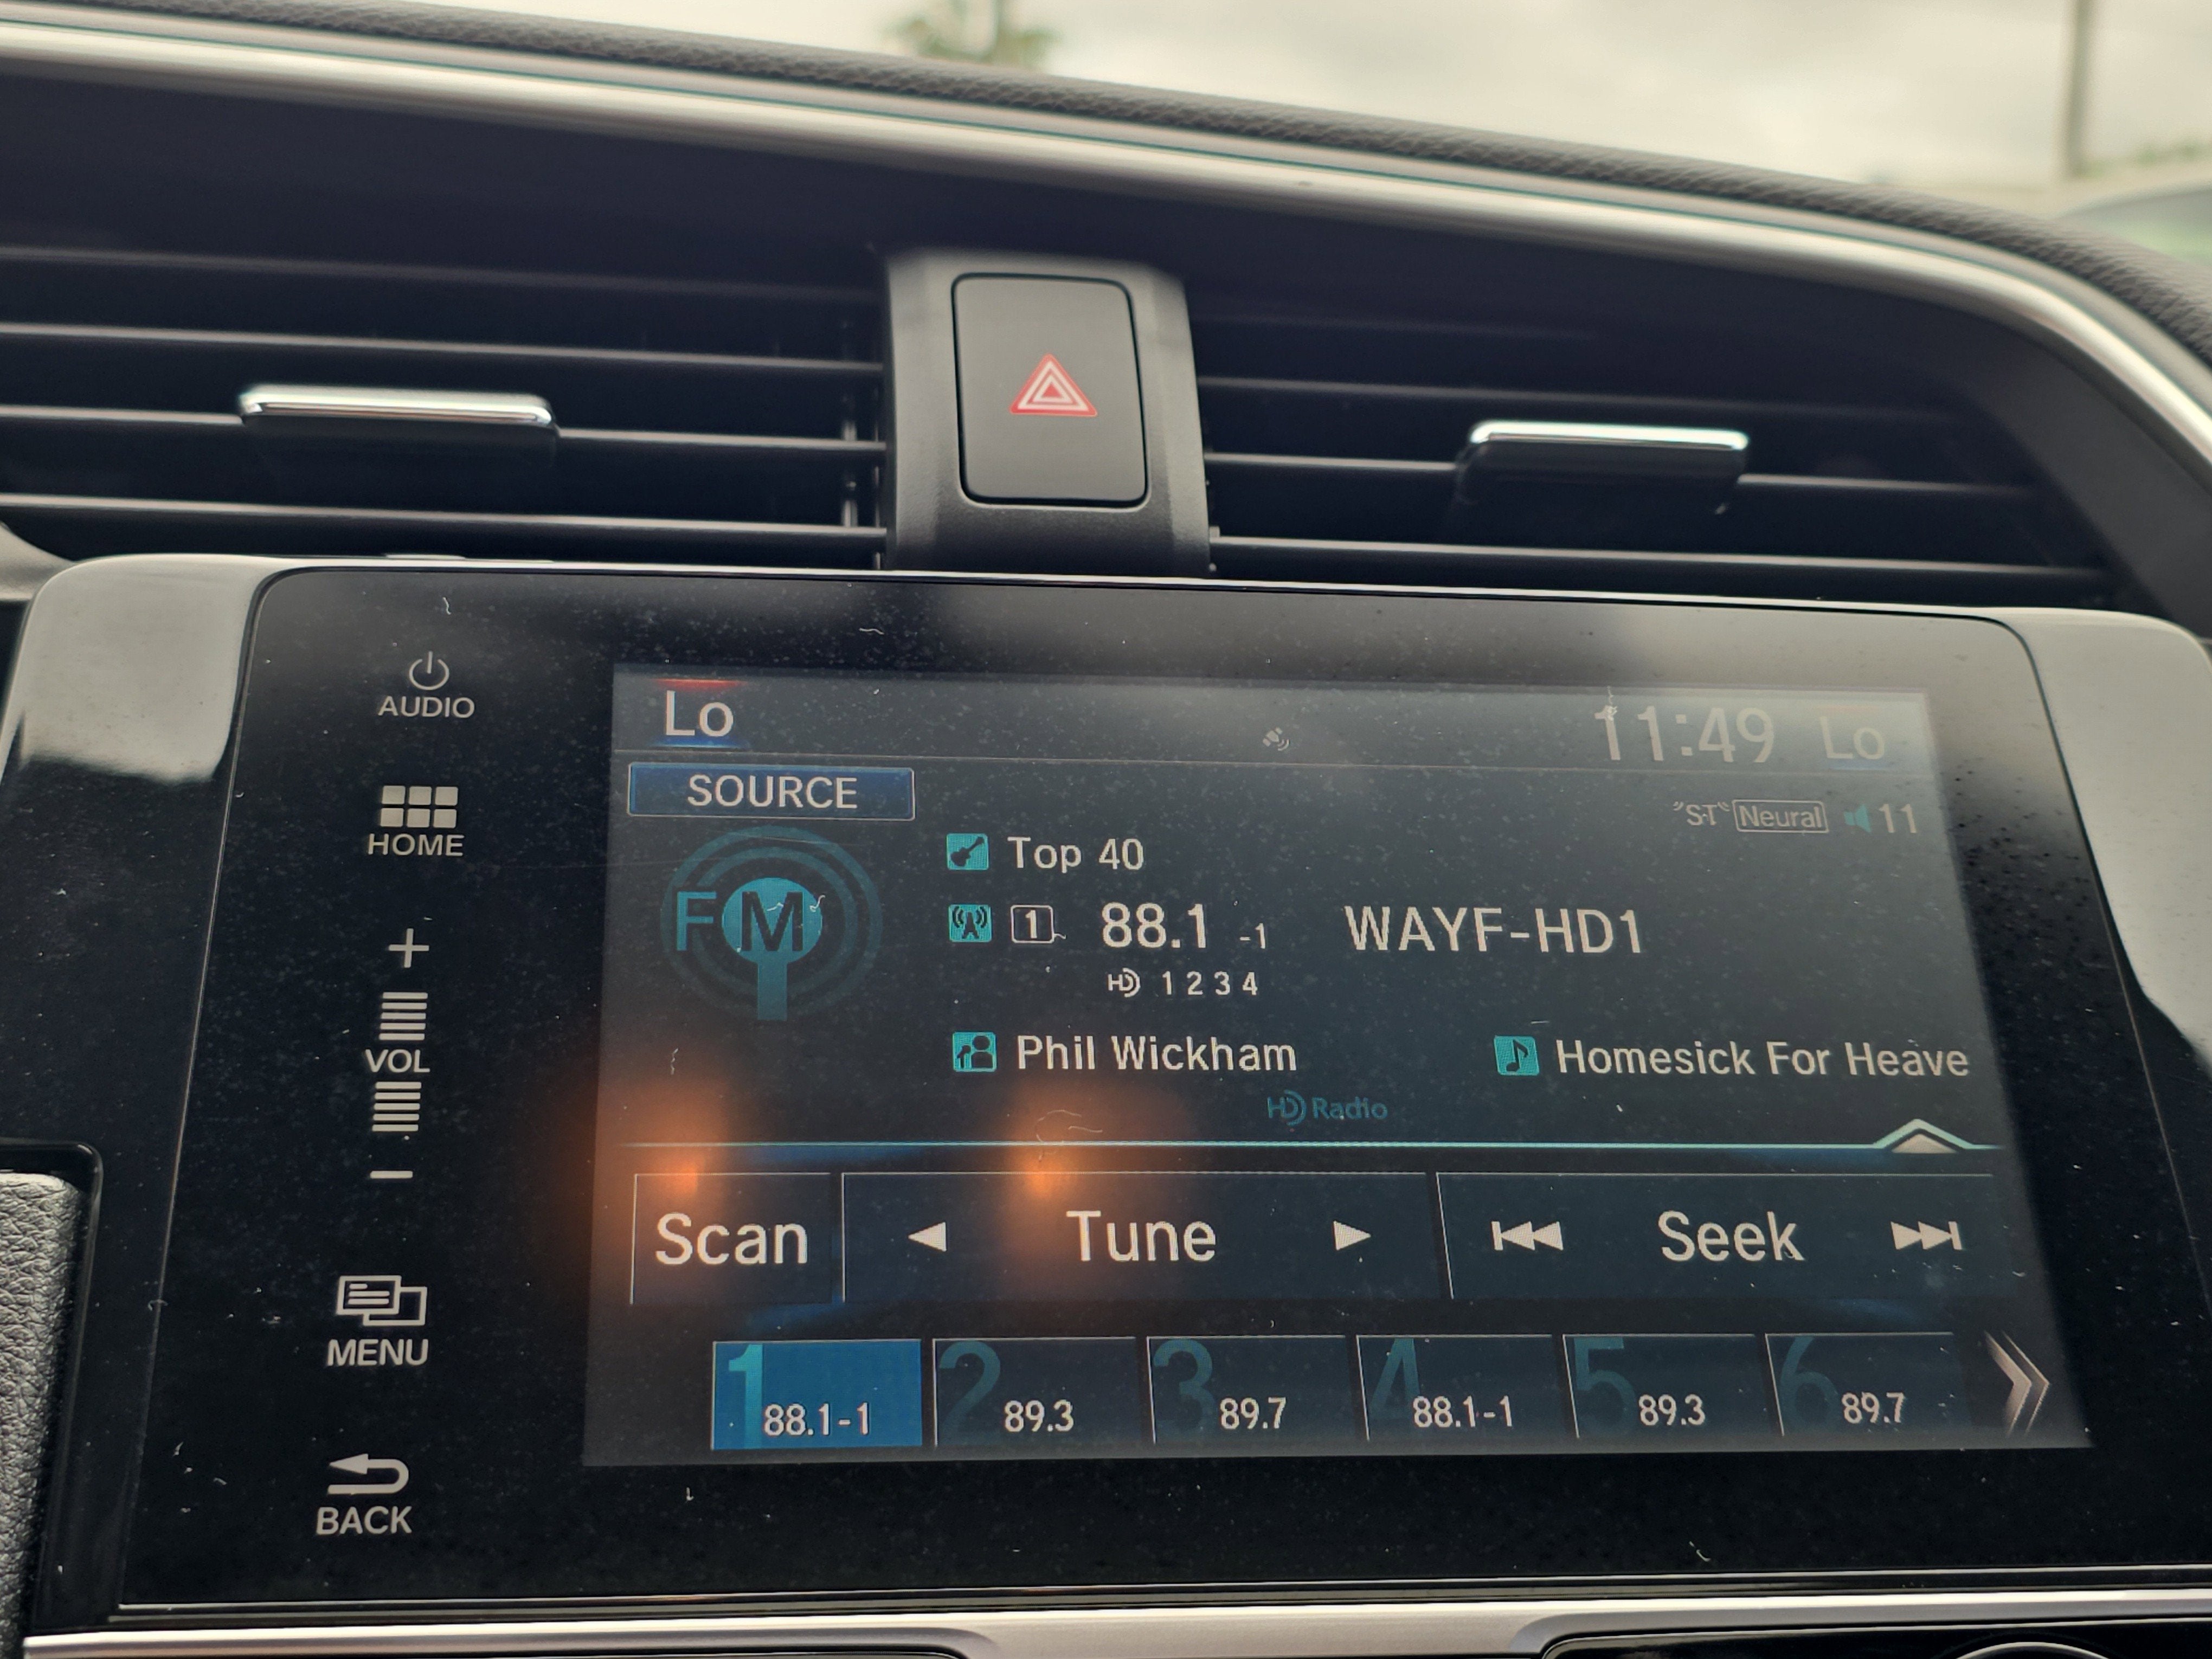 AUDIO
HOME
+
VOL
−
MENU
BACK
Lo
11:49 Lo
SOURCE
"ST" Neural 11
FM
Top 40
1 88.1 -1 WAYF-HD1
HD 1 2 3 4
Phil Wickham Homesick For Heave
HD Radio
Scan Tune Seek
1 88.1-1 2 89.3 3 89.7 4 88.1-1 5 89.3 6 89.7